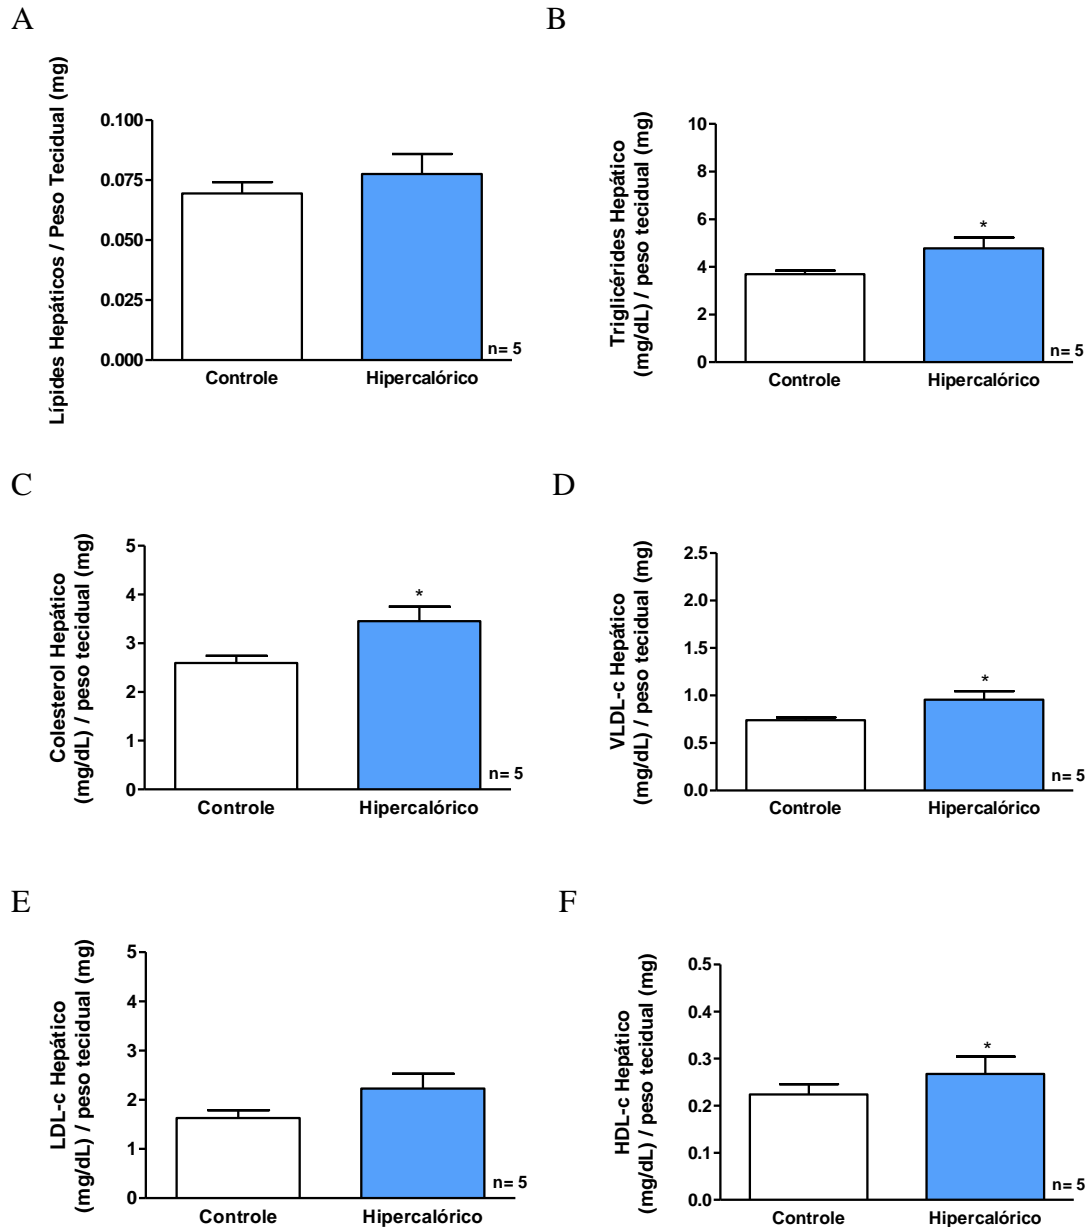 A
Lípides Hepáticos / Peso Tecidual (mg)
0.100
0.075
0.050
0.025
0.000
n= 5
Controle
Hipercalórico
B
Triglicérides Hepático
(mg/dL) / peso tecidual (mg)
10
8
6
4
2
0
*
n= 5
Controle
Hipercalórico
C
Colesterol Hepático
(mg/dL) / peso tecidual (mg)
5
4
3
2
1
0
*
n= 5
Controle
Hipercalórico
D
VLDL-c Hepático
(mg/dL) / peso tecidual (mg)
2.5
2.0
1.5
1.0
0.5
0.0
*
n= 5
Controle
Hipercalórico
E
LDL-c Hepático
(mg/dL) / peso tecidual (mg)
5
4
3
2
1
0
n= 5
Controle
Hipercalórico
F
HDL-c Hepático
(mg/dL) / peso tecidual (mg)
0.5
0.4
0.3
0.2
0.1
0.0
*
n= 5
Controle
Hipercalórico